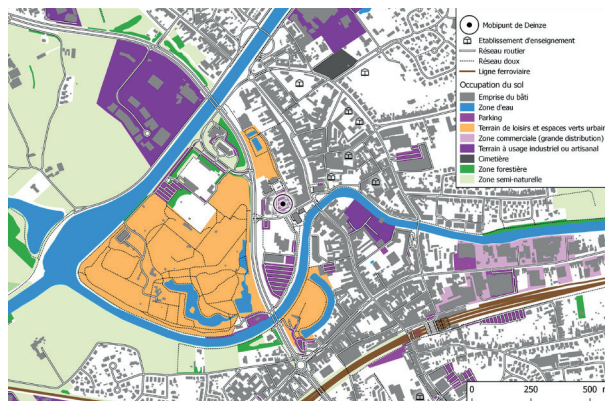 Mobipunt de Deinze
Etablissement d'enseignement
Réseau routier
Réseau doux
Ligne ferroviaire
Occupation du sol
Emprise du bâti
Zone d'eau
Parking
Terrain de loisirs et espaces verts urbain
Zone commerciale (grande distribution)
Terrain à usage industriel ou artisanal
Cimetière
Zone forestière
Zone semi-naturelle
0 250 500 m